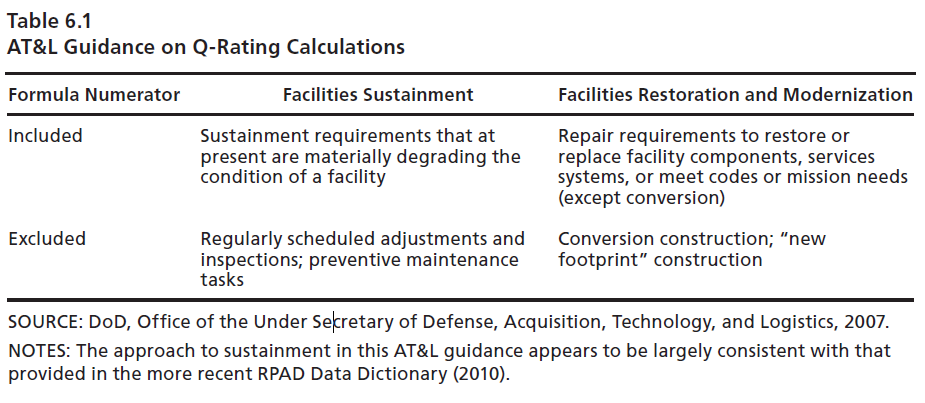 Table 6.1
AT&L Guidance on Q-Rating Calculations
Formula Numerator Facilities Sustainment Facilities Restoration and Modernization
Included Sustainment requirements that at Repair requirements to restore or
present are materially degrading the replace facility components, services
condition of a facility systems, or meet codes or mission needs
(except conversion)
Excluded Regularly scheduled adjustments and Conversion construction; “new
inspections; preventive maintenance footprint” construction
tasks
SOURCE: DoD, Office of the Under Secretary of Defense, Acquisition, Technology, and Logistics, 2007.
NOTES: The approach to sustainment in this AT&L guidance appears to be largely consistent with that
provided in the more recent RPAD Data Dictionary (2010).